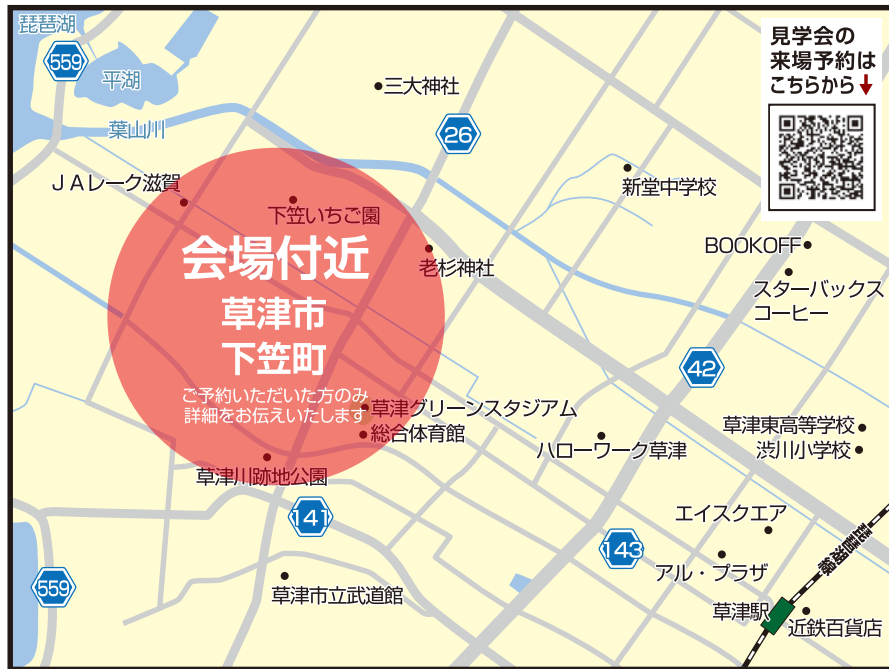 琵琶湖
559
平湖
葉山川
三大神社
26
見学会の
来場予約は
こちらから
新堂中学校
JAレーク滋賀
下笠いちご園
老杉神社
会場付近
草津市
下笠町
ご予約いただいた方のみ
詳細をお伝えいたします
BOOKOFF
スターバックス
コーヒー
42
草津グリーンスタジアム
総合体育館
草津川跡地公園
ハローワーク草津
草津東高等学校
渋川小学校
141
エイスクエア
143
アル・プラザ
琵琶湖線
559
草津市立武道館
草津駅
近鉄百貨店